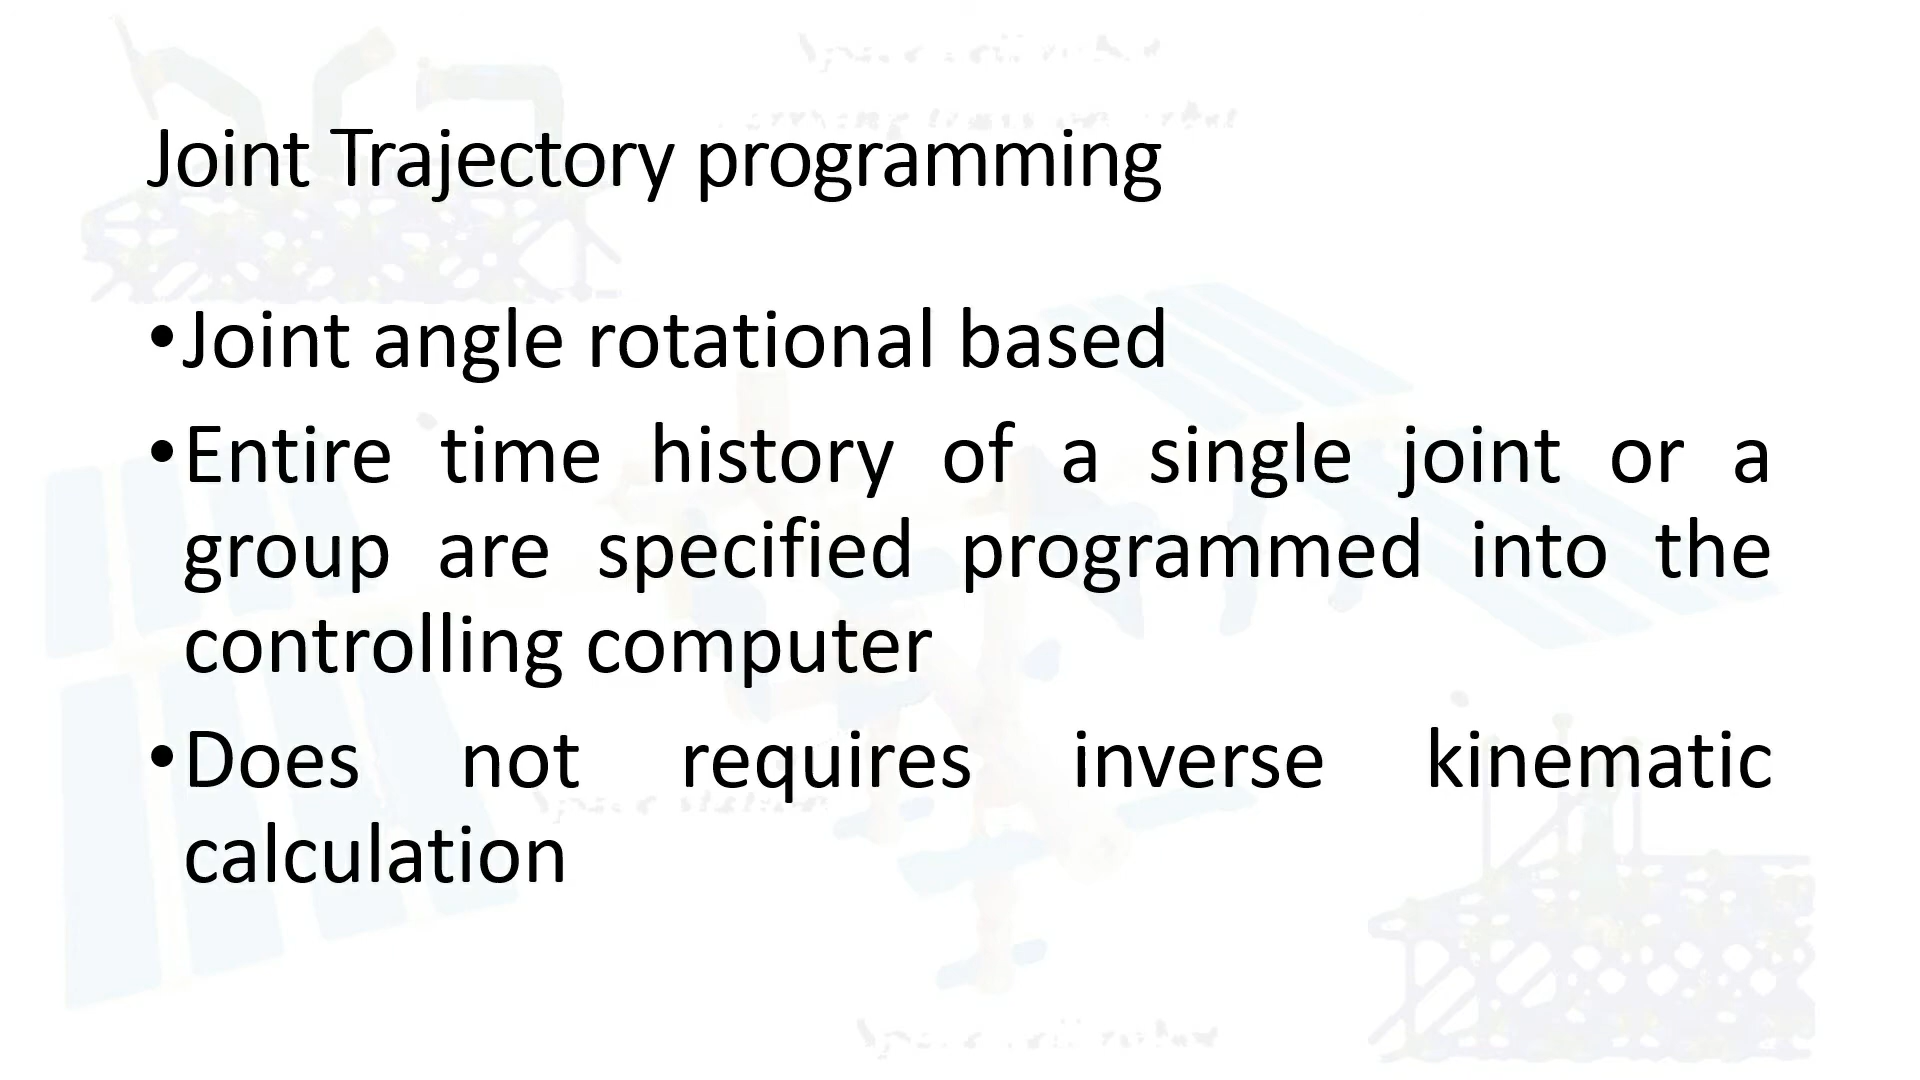 Joint Trajectory programming
•Joint angle rotational based
•Entire time history of a single joint or a
group are specified programmed into the
controlling computer
•Does not requires inverse kinematic
calculation